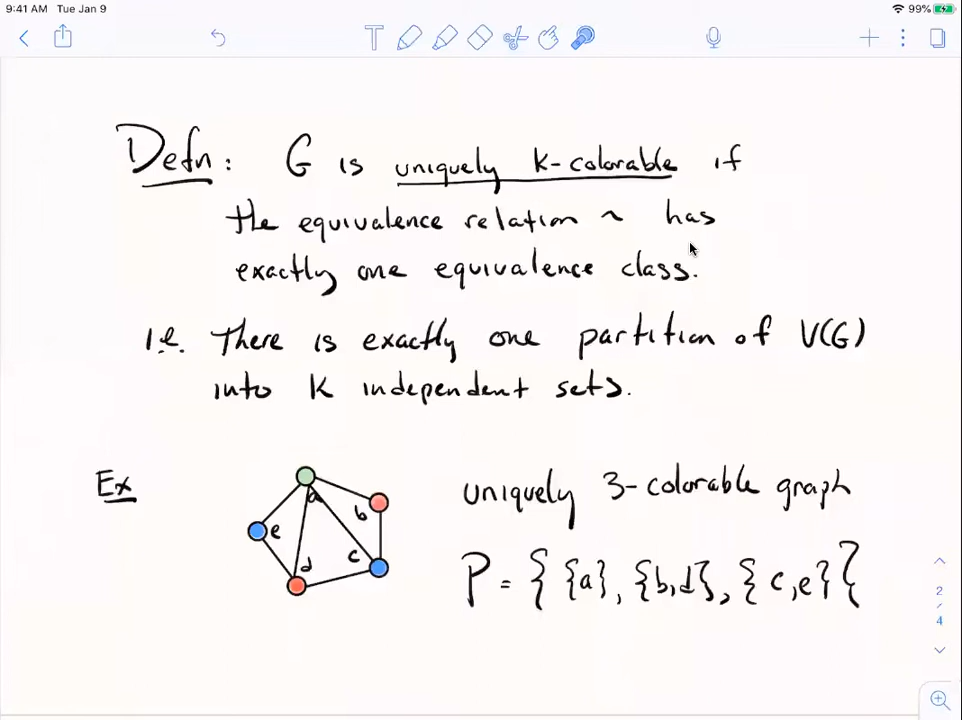 9:41 AM Tue Jan 9
99%
Defn: G is uniquely k-colorable if
the equivalence relation ~ has
exactly one equivalence class.
I.e. There is exactly one partition of V(G)
into k independent sets.
Ex
a
b
e
c
d
uniquely 3-colorable graph
P = { {a}, {b,d}, { c,e} {
2
/
4